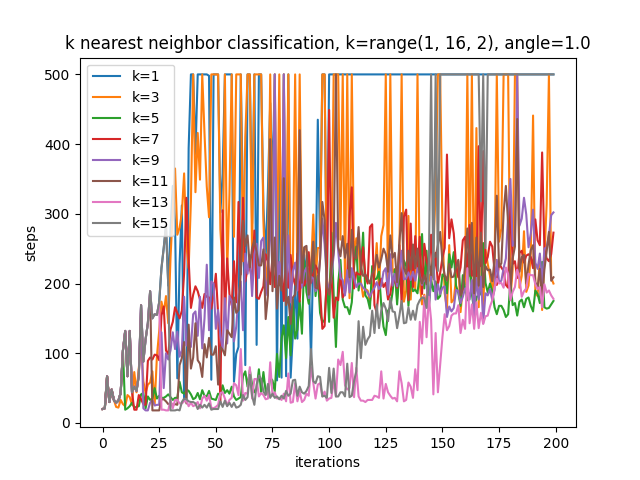 k nearest neighbor classification, k=range(1, 16, 2), angle=1.0
500
400
300
200
100
0
steps
k=1
k=3
k=5
k=7
k=9
k=11
k=13
k=15
0 25 50 75 100 125 150 175 200
iterations